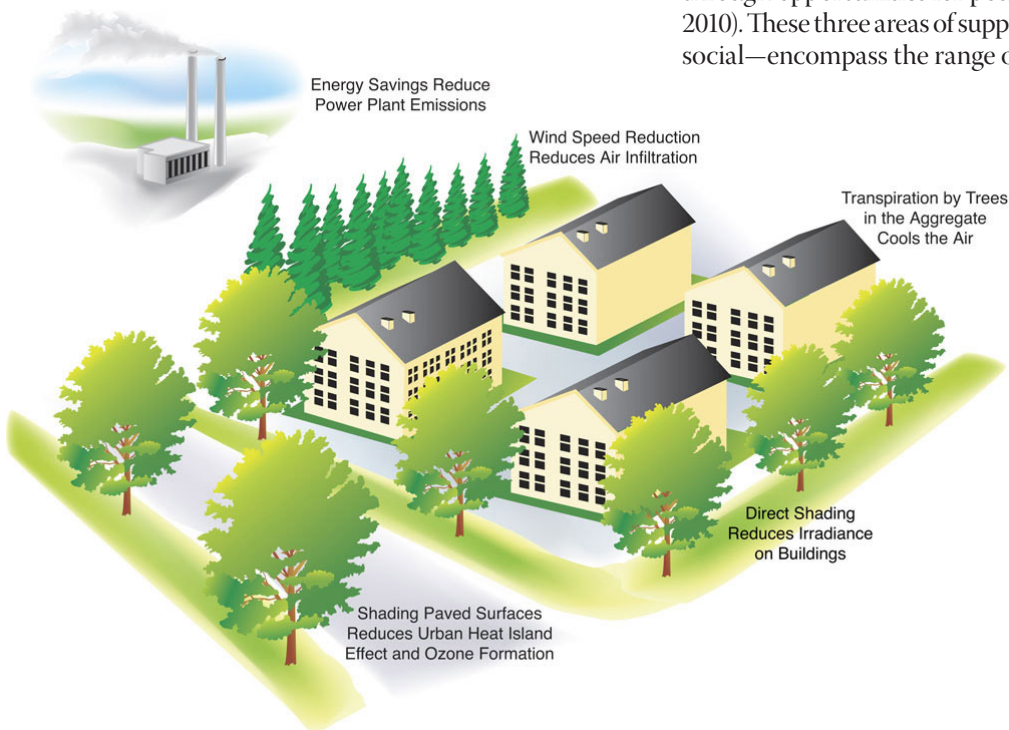 2010). These three areas of
social—encompass the range
Energy Savings Reduce
Power Plant Emissions
Wind Speed Reduction
Reduces Air Infiltration
Transpiration by Trees
in the Aggregate
Cools the Air
Direct Shading
Reduces Irradiance
on Buildings
Shading Paved Surfaces
Reduces Urban Heat Island
Effect and Ozone Formation